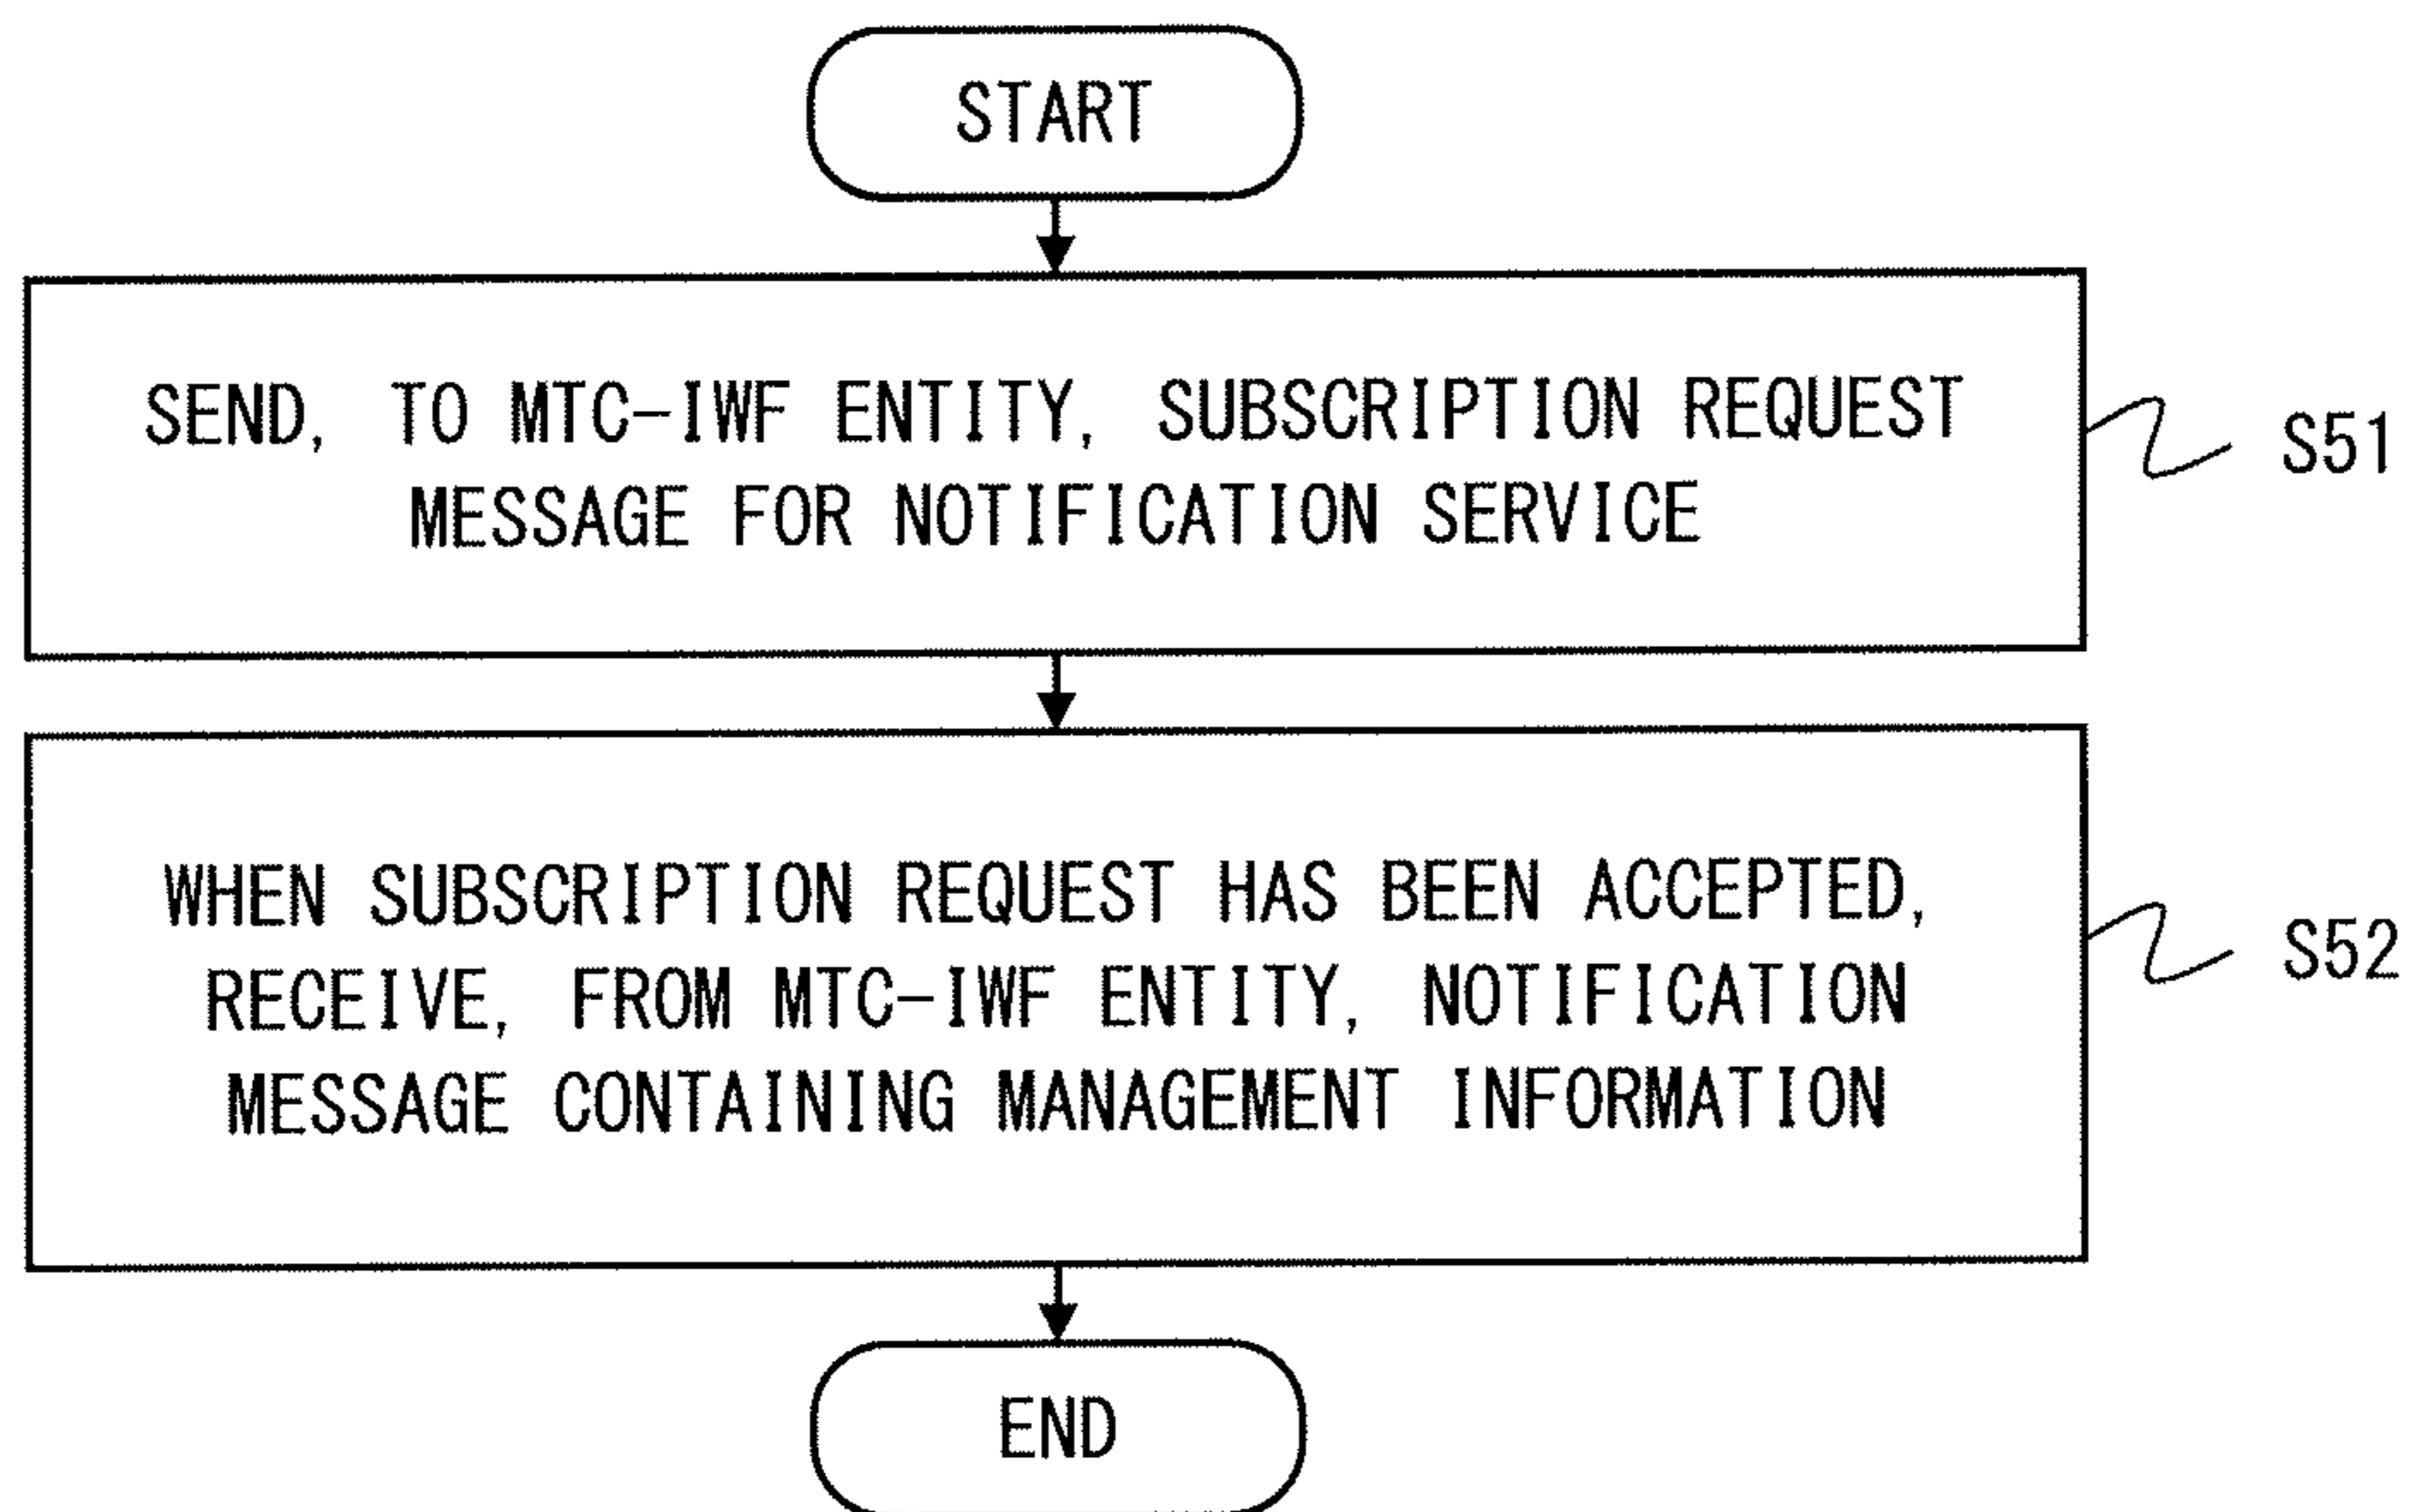 START
SEND, TO MTC-IWF ENTITY, SUBSCRIPTION REQUEST
MESSAGE FOR NOTIFICATION SERVICE
S51
WHEN SUBSCRIPTION REQUEST HAS BEEN ACCEPTED,
RECEIVE, FROM MTC-IWF ENTITY, NOTIFICATION
MESSAGE CONTAINING MANAGEMENT INFORMATION
S52
END